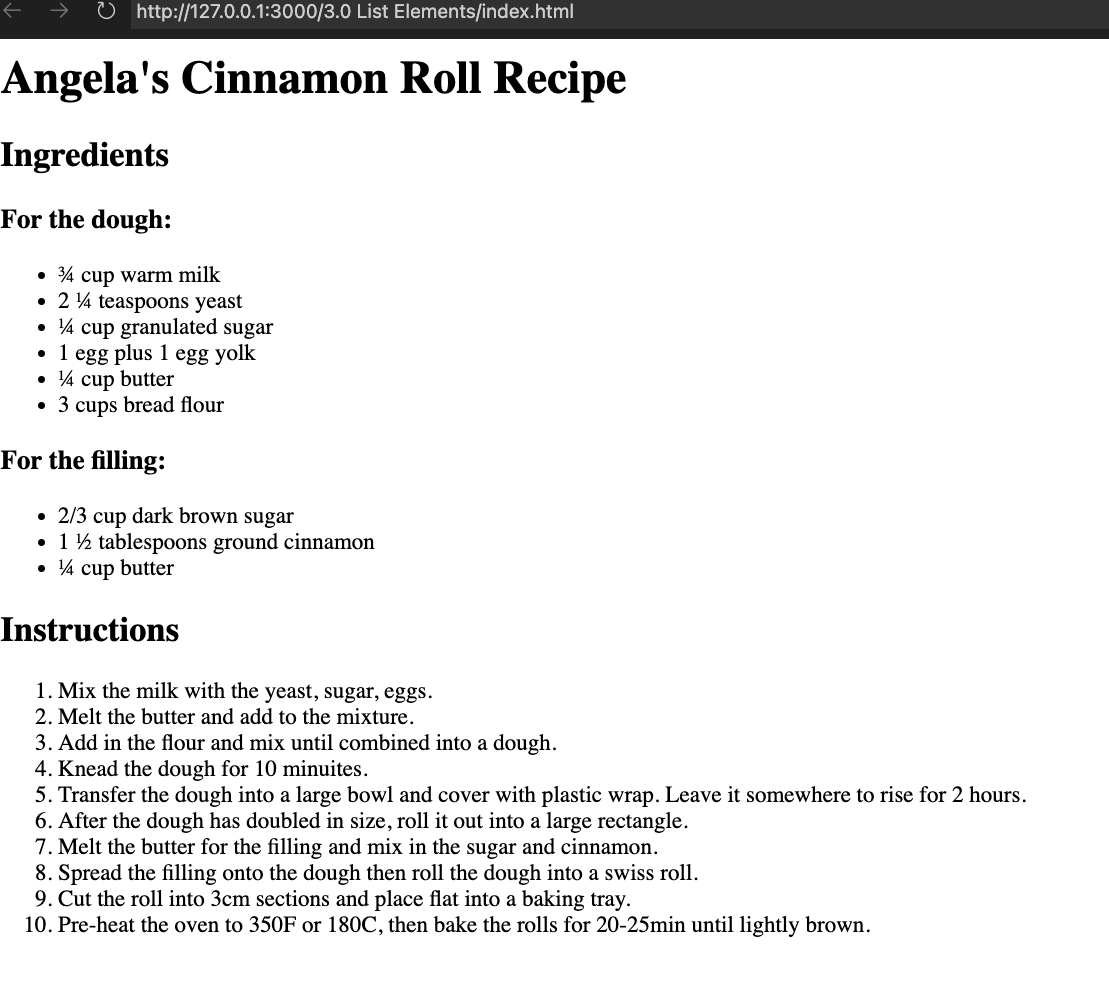 http://127.0.0.1:3000/3.0 List Elements/index.html
Angela's Cinnamon Roll Recipe
Ingredients
For the dough:
• ¾ cup warm milk
• 2 ¼ teaspoons yeast
• ¼ cup granulated sugar
• 1 egg plus 1 egg yolk
• ¼ cup butter
• 3 cups bread flour
For the filling:
• 2/3 cup dark brown sugar
• 1 ½ tablespoons ground cinnamon
• ¼ cup butter
Instructions
1. Mix the milk with the yeast, sugar, eggs.
2. Melt the butter and add to the mixture.
3. Add in the flour and mix until combined into a dough.
4. Knead the dough for 10 minuites.
5. Transfer the dough into a large bowl and cover with plastic wrap. Leave it somewhere to rise for 2 hours.
6. After the dough has doubled in size, roll it out into a large rectangle.
7. Melt the butter for the filling and mix in the sugar and cinnamon.
8. Spread the filling onto the dough then roll the dough into a swiss roll.
9. Cut the roll into 3cm sections and place flat into a baking tray.
10. Pre-heat the oven to 350F or 180C, then bake the rolls for 20-25min until lightly brown.